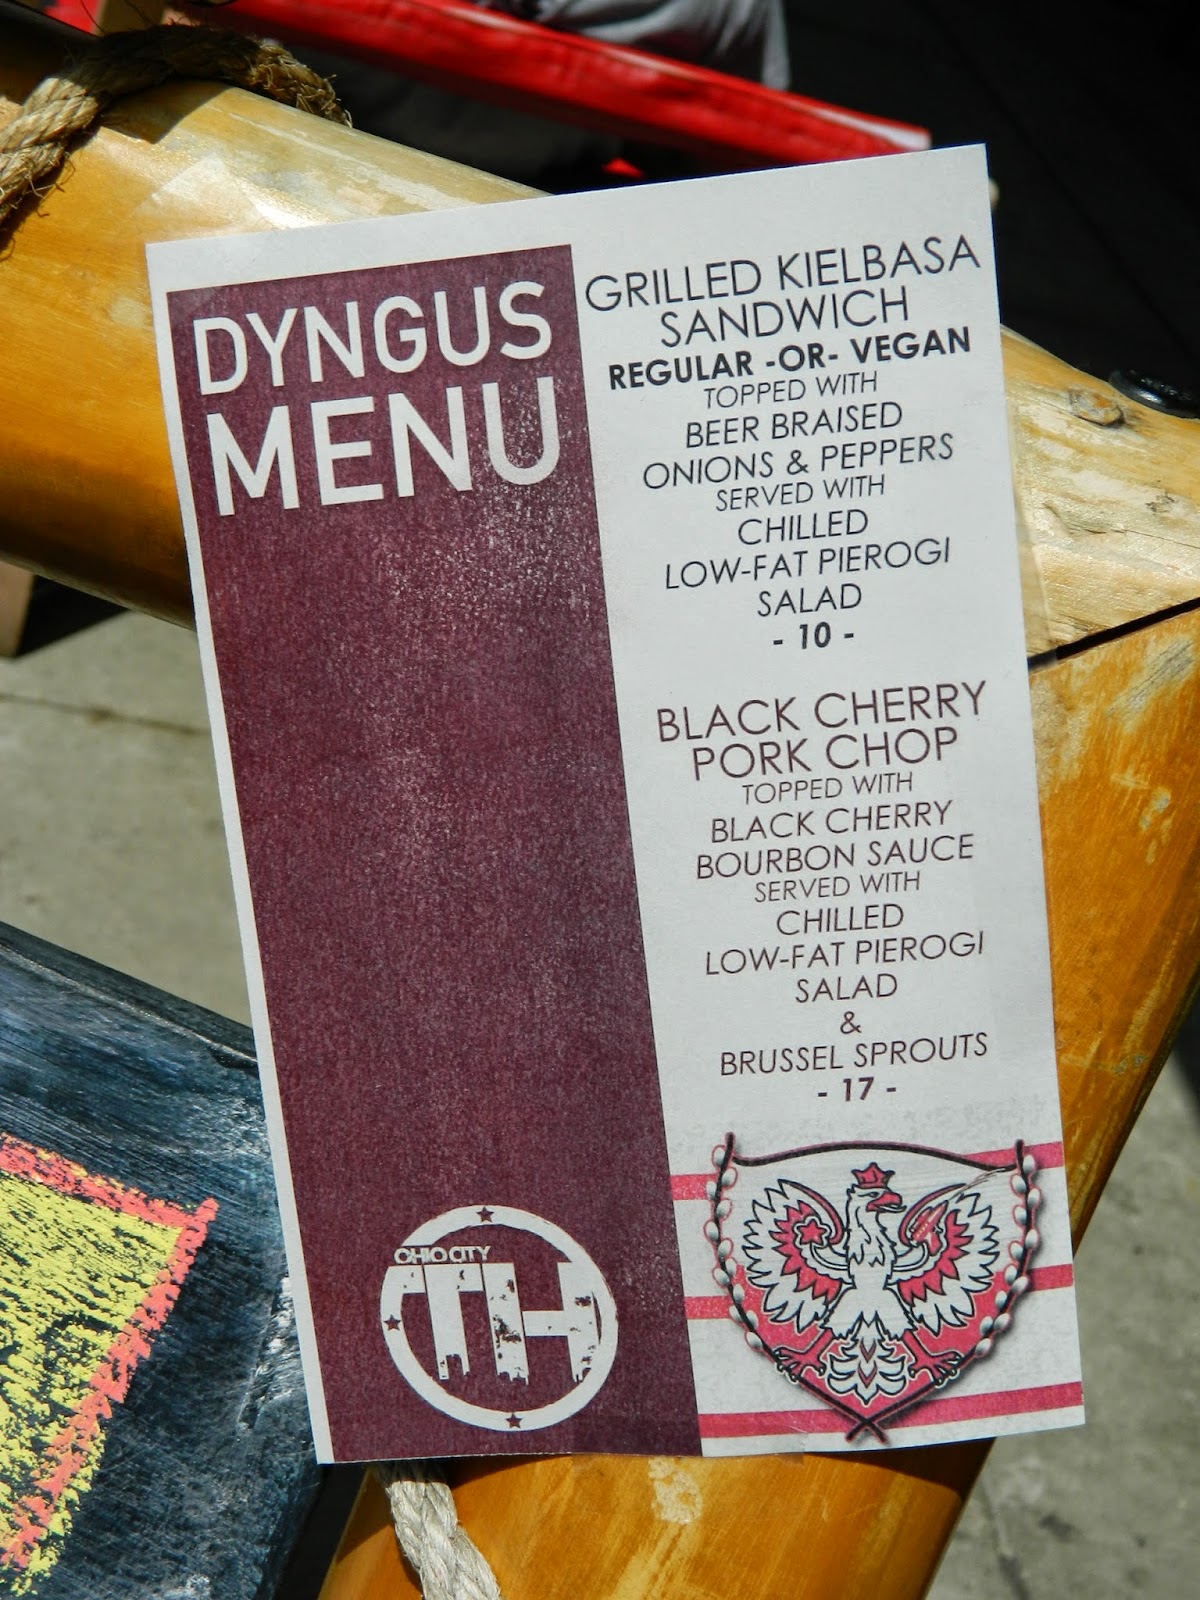 DYNGUS
MENU
GRILLED KIELBASA
SANDWICH
REGULAR -OR- VEGAN
TOPPED WITH
BEER BRAISED
ONIONS & PEPPERS
SERVED WITH
CHILLED
LOW-FAT PIEROGI
SALAD
- 10 -
BLACK CHERRY
PORK CHOP
TOPPED WITH
BLACK CHERRY
BOURBON SAUCE
SERVED WITH
CHILLED
LOW-FAT PIEROGI
SALAD
&
BRUSSEL SPROUTS
- 17 -
OHIO CITY
TH